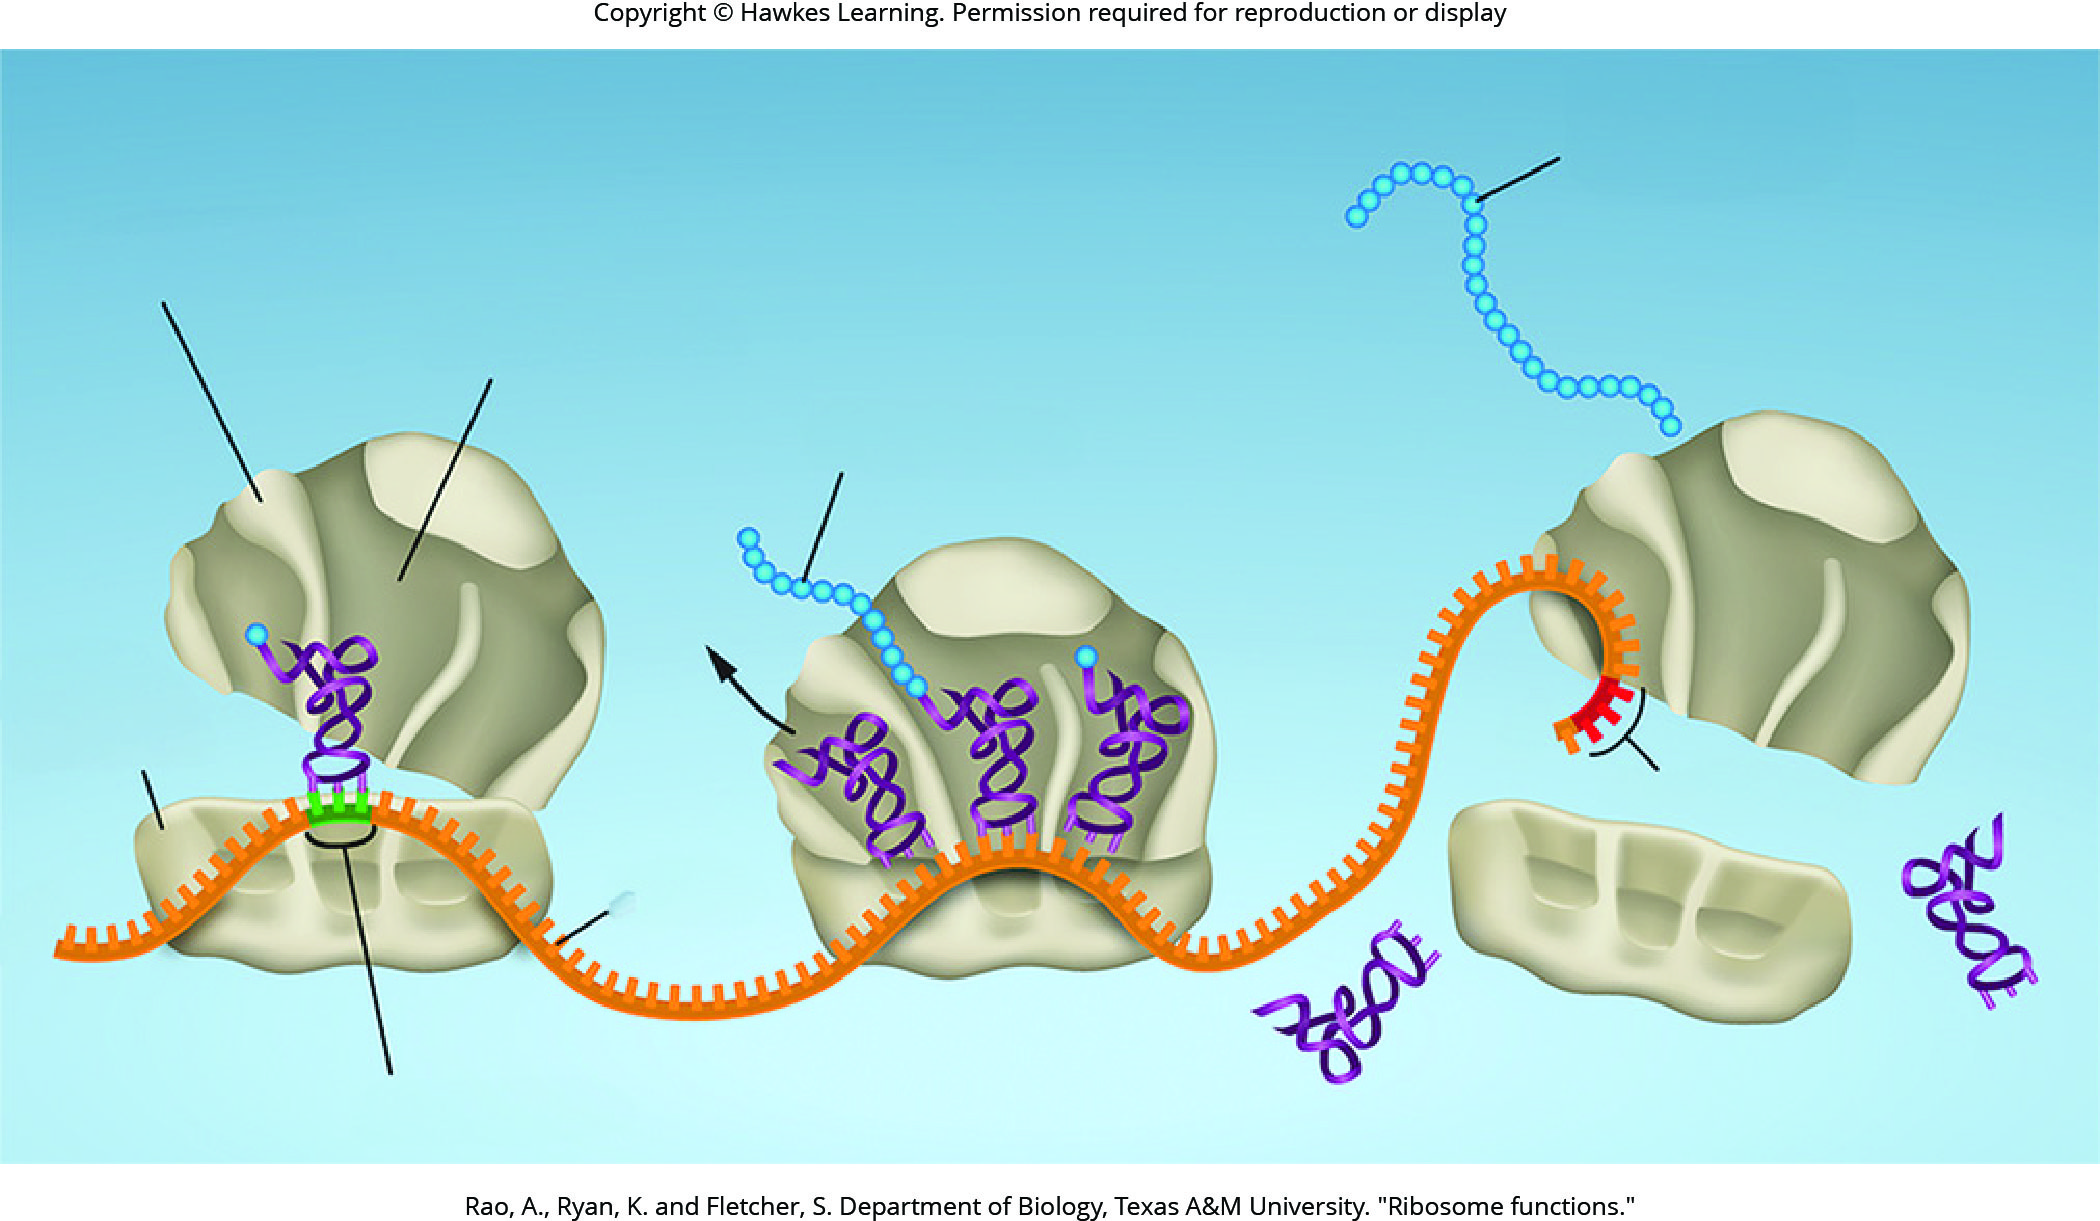 Copyright © Hawkes Learning. Permission required for reproduction or display
Rao, A., Ryan, K. and Fletcher, S. Department of Biology, Texas A&M University. "Ribosome functions."